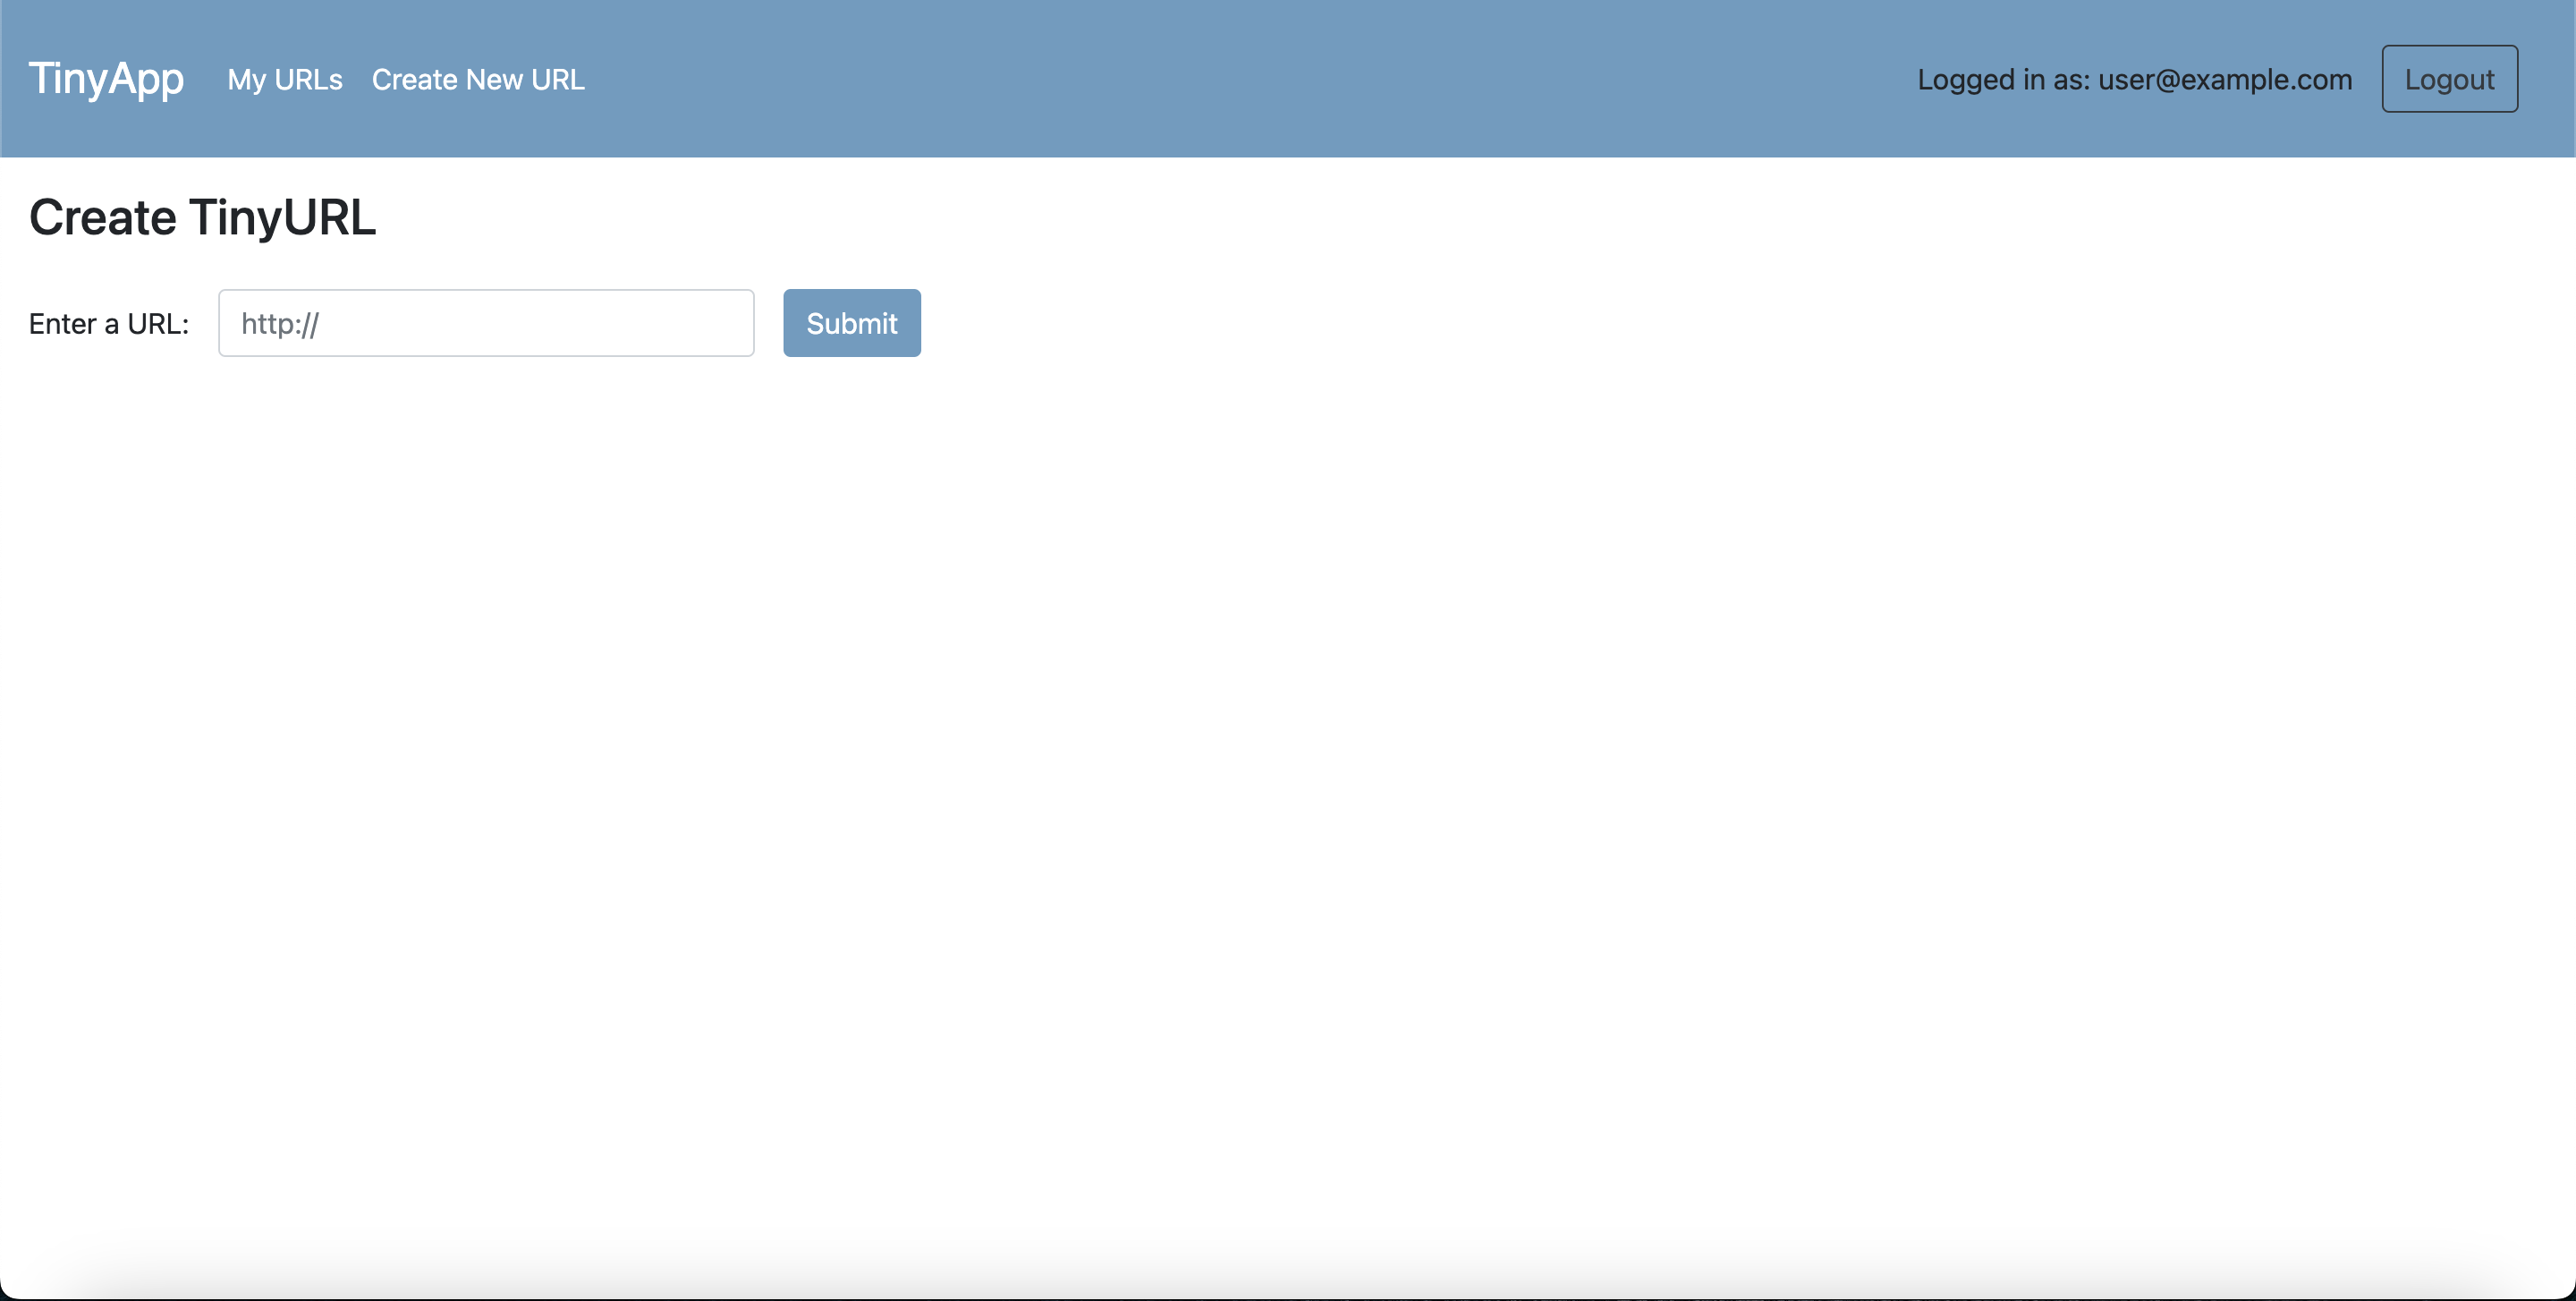 TinyApp My URLs Create New URL Logged in as: user@example.com Logout
Create TinyURL
Enter a URL: http:// Submit